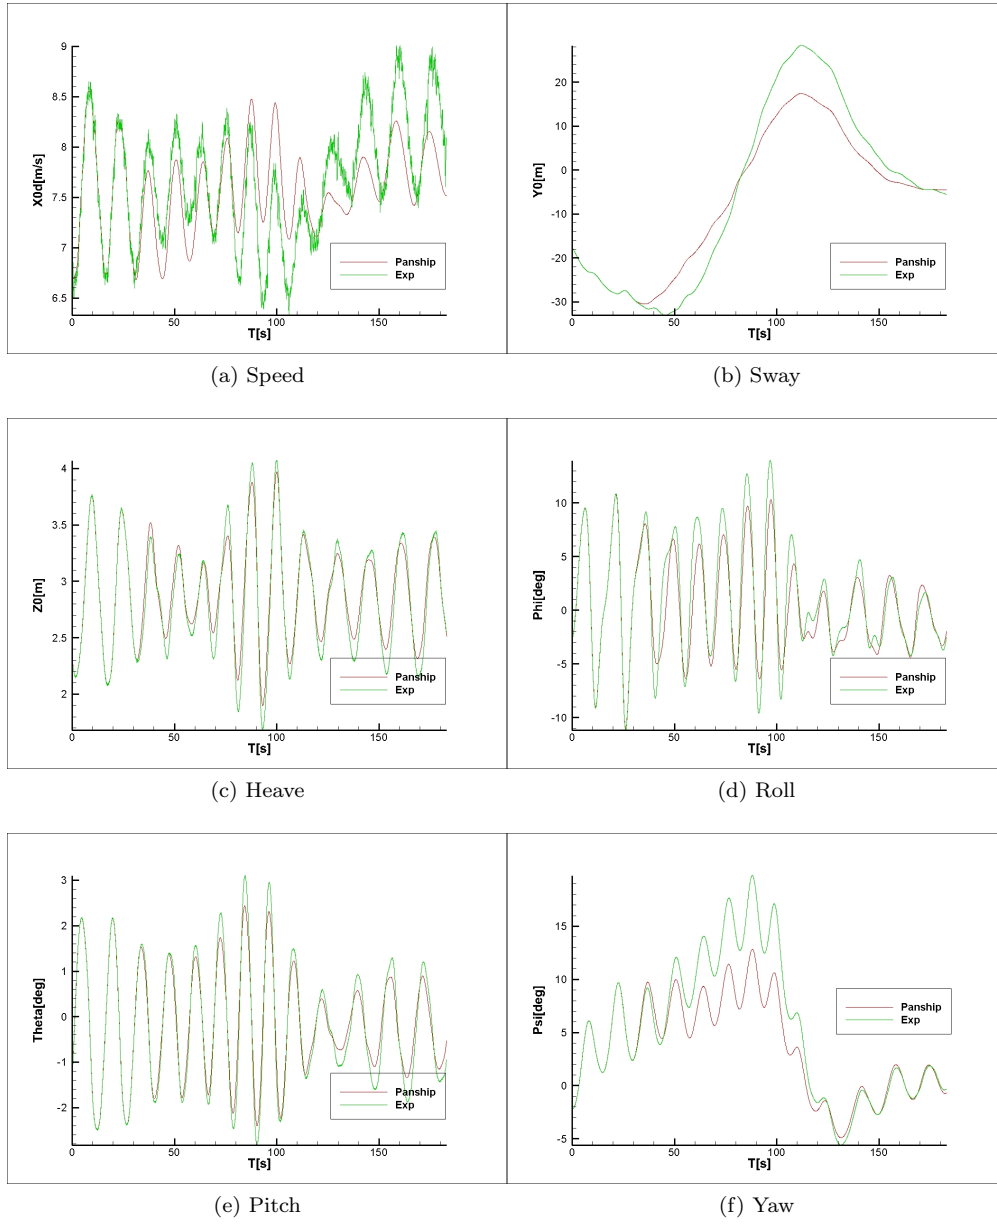 X0d[m/s]
9
8.5
8
7.5
7
6.5
0
50
100
150
T[s]
Panship
Exp
(a) Speed
Y0[m]
20
10
0
-10
-20
-30
0
50
100
150
T[s]
Panship
Exp
(b) Sway
Z0[m]
4
3.5
3
2.5
2
0
50
100
150
T[s]
Panship
Exp
(c) Heave
Phi[deg]
10
5
0
-5
-10
0
50
100
150
T[s]
Panship
Exp
(d) Roll
Theta[deg]
3
2
1
0
-1
-2
0
50
100
150
T[s]
Panship
Exp
(e) Pitch
Psi[deg]
15
10
5
0
-5
0
50
100
150
T[s]
Panship
Exp
(f) Yaw